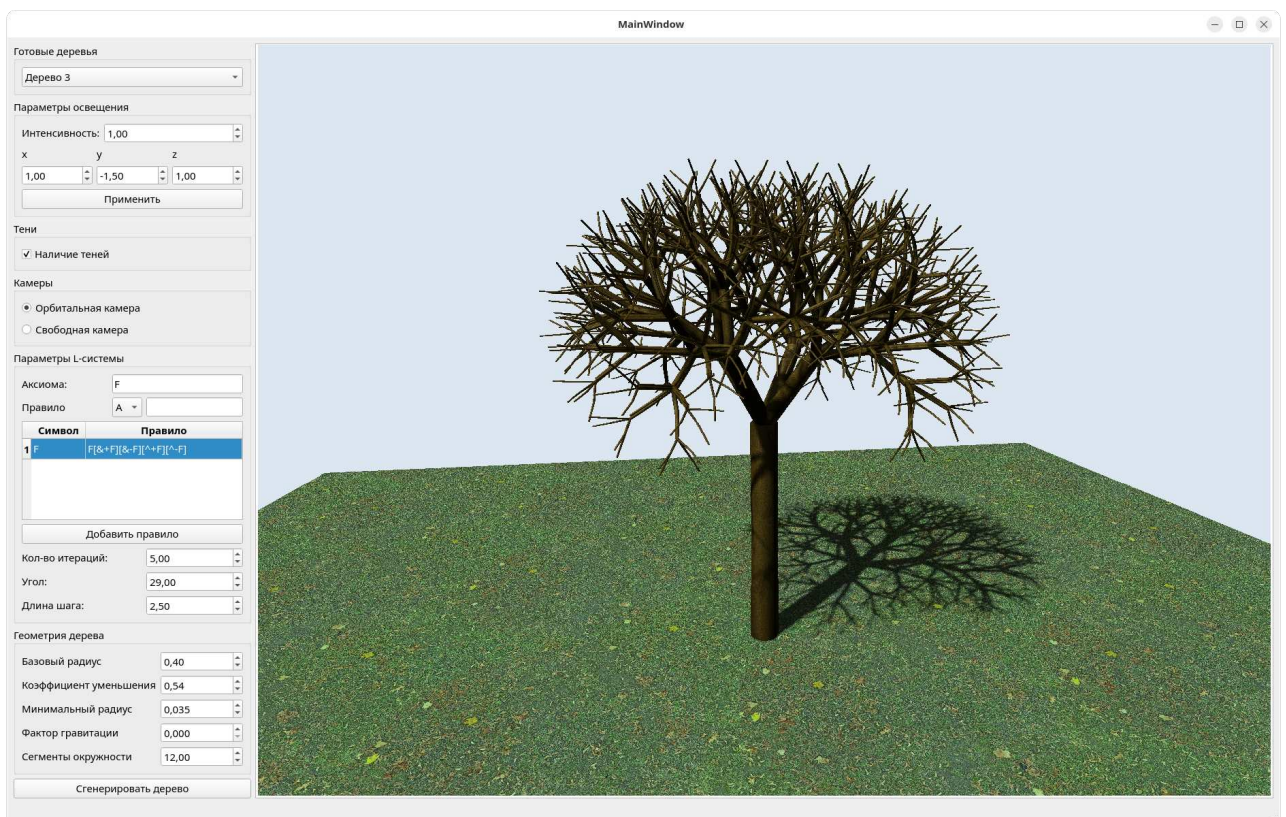 MainWindow
Готовые деревья
Дерево 3
Параметры освещения
Интенсивность: 1,00
x y z
1,00 -1,50 1,00
Применить
Тени
Наличие теней
Камеры
Орбитальная камера
Свободная камера
Параметры L-системы
Аксиома: F
Правило A
Символ Правило
1 F F[&+F][&-F][^+F][^-F]
Добавить правило
Кол-во итераций: 5,00
Угол: 29,00
Длина шага: 2,50
Геометрия дерева
Базовый радиус 0,40
Коэффициент уменьшения 0,54
Минимальный радиус 0,035
Фактор гравитации 0,000
Сегменты окружности 12,00
Сгенерировать дерево